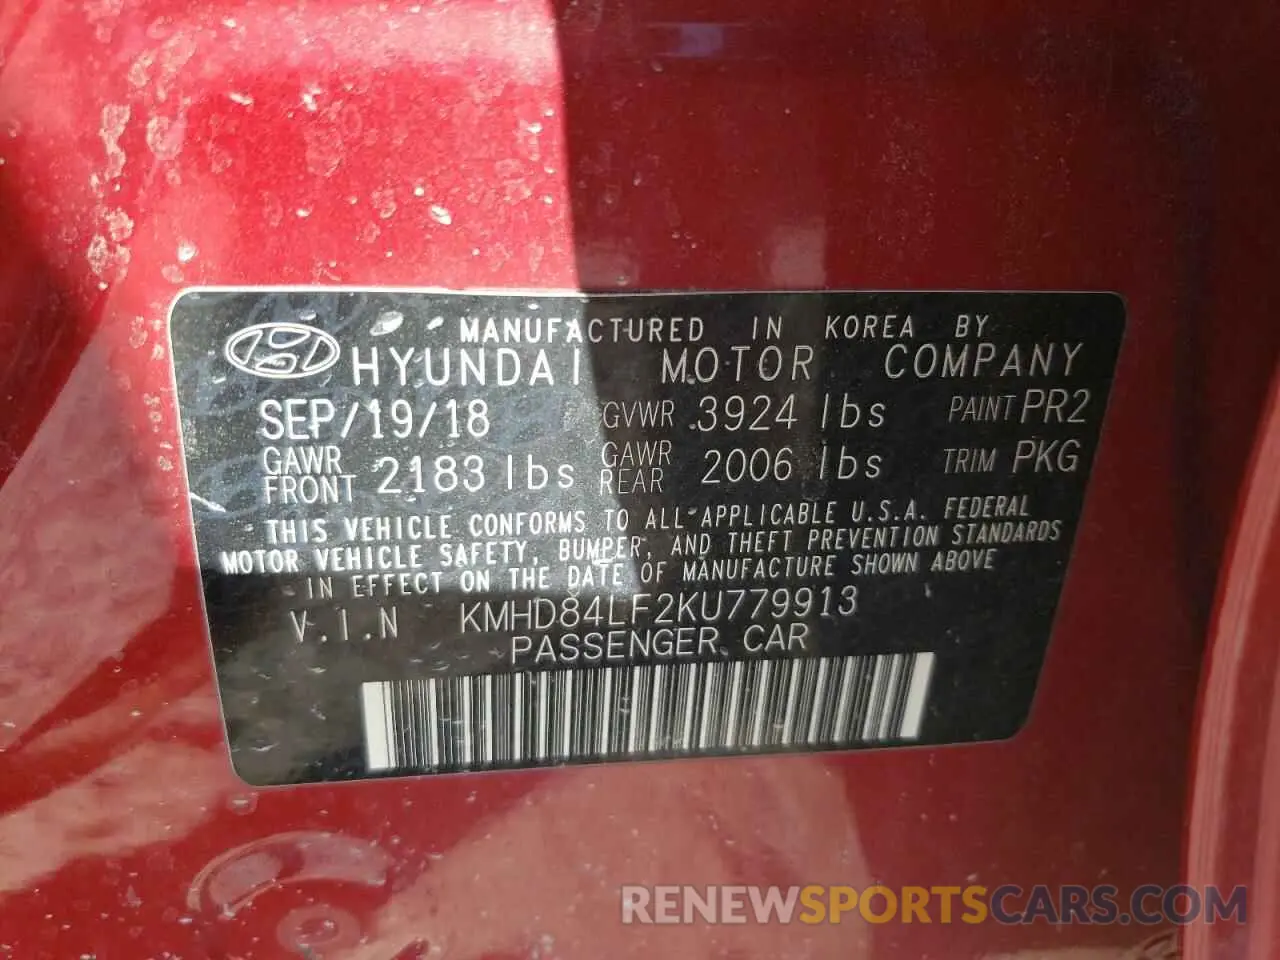 MANUFACTURED IN KOREA BY
HYUNDAI MOTOR COMPANY
SEP/19/18 GVWR 3924 lbs PAINT PR2
GAWR FRONT 2183 lbs GAWR REAR 2006 lbs TRIM PKG
THIS VEHICLE CONFORMS TO ALL APPLICABLE U.S.A. FEDERAL
MOTOR VEHICLE SAFETY, BUMPER, AND THEFT PREVENTION STANDARDS
IN EFFECT ON THE DATE OF MANUFACTURE SHOWN ABOVE
V.I.N KMHD84LF2KU779913
PASSENGER CAR
RENEWSPORTSCARS.COM